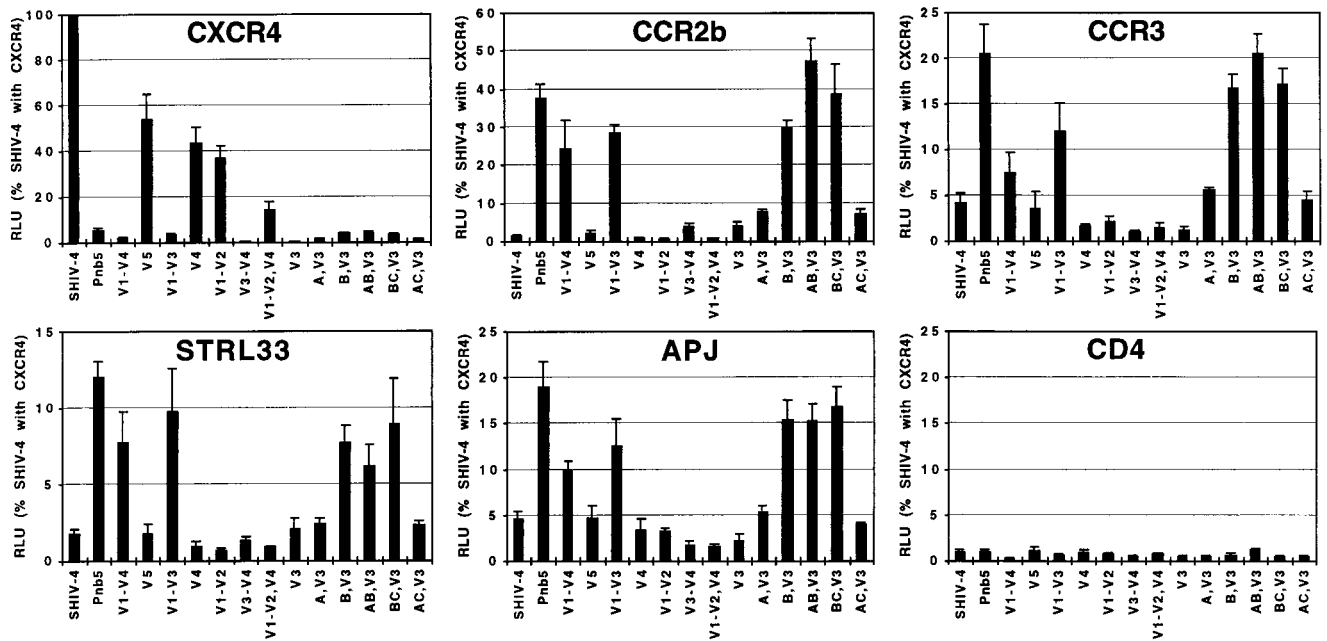 CXCR4
RLU (% SHIV-4 with CXCR4)
100
80
60
40
20
0
SHIV-4
Pnb5
V1-V4
V5
V1-V3
V4
V1-V2
V3-V4
V1-V2,V4
V3
A,V3
B,V3
AB,V3
BC,V3
AC,V3
CCR2b
RLU (% SHIV-4 with CXCR4)
60
50
40
30
20
10
0
SHIV-4
Pnb5
V1-V4
V5
V1-V3
V4
V1-V2
V3-V4
V1-V2,V4
V3
A,V3
B,V3
AB,V3
BC,V3
AC,V3
CCR3
RLU (% SHIV-4 with CXCR4)
25
20
15
10
5
0
SHIV-4
Pnb5
V1-V4
V5
V1-V3
V4
V1-V2
V3-V4
V1-V2,V4
V3
A,V3
B,V3
AB,V3
BC,V3
AC,V3
STRL33
RLU (% SHIV-4 with CXCR4)
15
10
5
0
SHIV-4
Pnb5
V1-V4
V5
V1-V3
V4
V1-V2
V3-V4
V1-V2,V4
V3
A,V3
B,V3
AB,V3
BC,V3
AC,V3
APJ
RLU (% SHIV-4 with CXCR4)
25
20
15
10
5
0
SHIV-4
Pnb5
V1-V4
V5
V1-V3
V4
V1-V2
V3-V4
V1-V2,V4
V3
A,V3
B,V3
AB,V3
BC,V3
AC,V3
CD4
RLU (% SHIV-4 with CXCR4)
25
20
15
10
5
0
SHIV-4
Pnb5
V1-V4
V5
V1-V3
V4
V1-V2
V3-V4
V1-V2,V4
V3
A,V3
B,V3
AB,V3
BC,V3
AC,V3